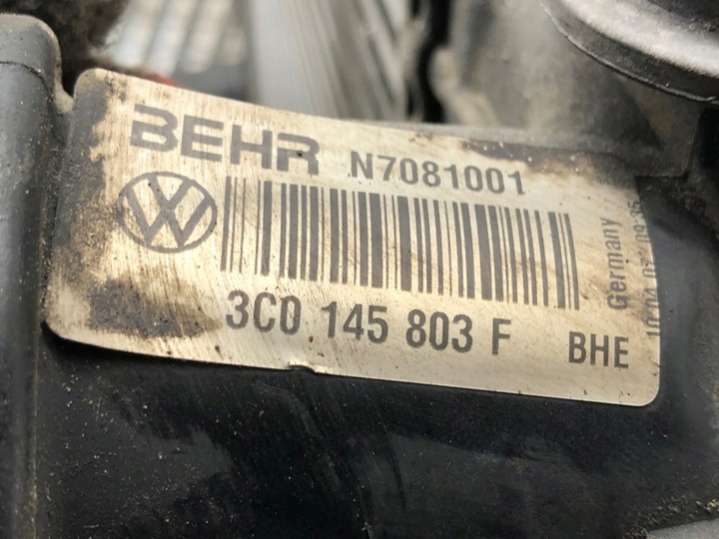 BEHR N7081001
3C0 145 803 F BHE
Germany